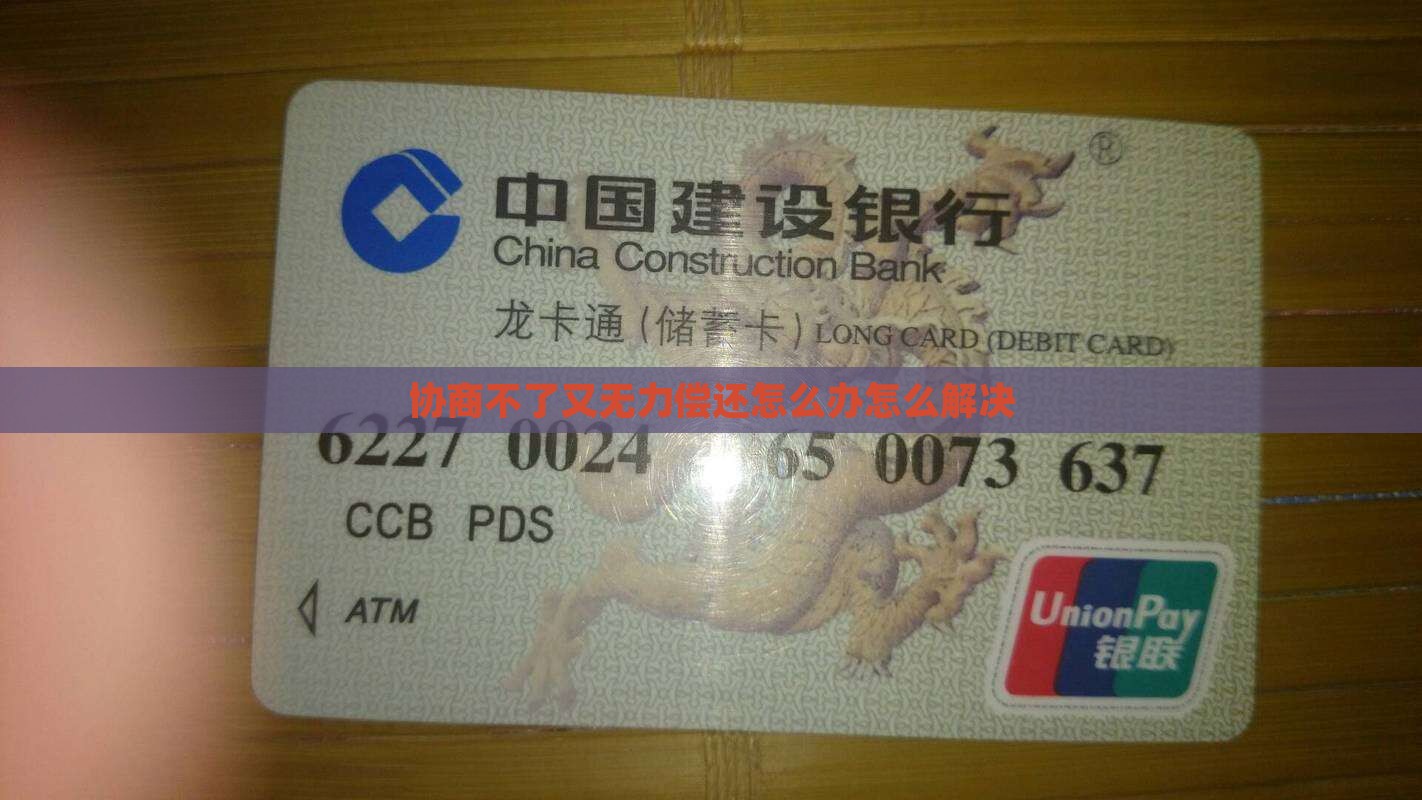 ®
中国建设银行
China Construction Bank
龙卡通(储蓄卡) LONG CARD (DEBIT CARD)
协商不了又无力偿还怎么办怎么解决
6227 0024 65 0073 637
CCB PDS
ATM
UnionPay
银联